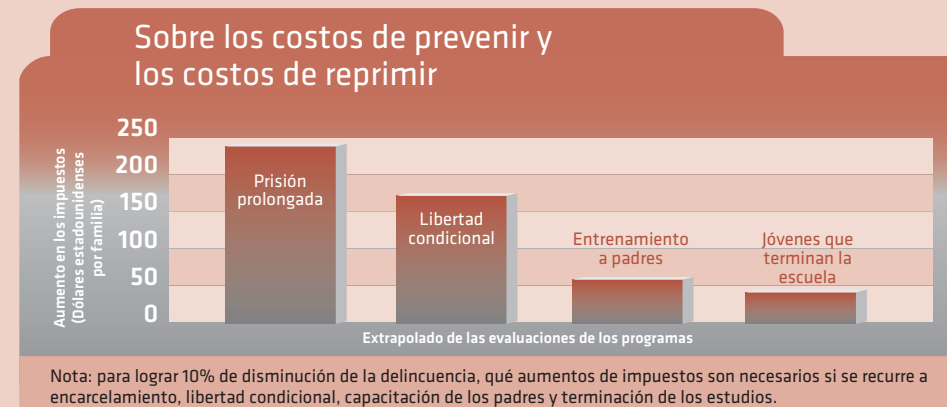 Sobre los costos de prevenir y
los costos de reprimir
Aumento en los impuestos
(Dólares estadounidenses
por familia)
250
200
150
100
50
0
Prisión
prolongada
Libertad
condicional
Entrenamiento
a padres
Jóvenes que
terminan la
escuela
Extrapolado de las evaluaciones de los programas
Nota: para lograr 10% de disminución de la delincuencia, qué aumentos de impuestos son necesarios si se recurre a
encarcelamiento, libertad condicional, capacitación de los padres y terminación de los estudios.